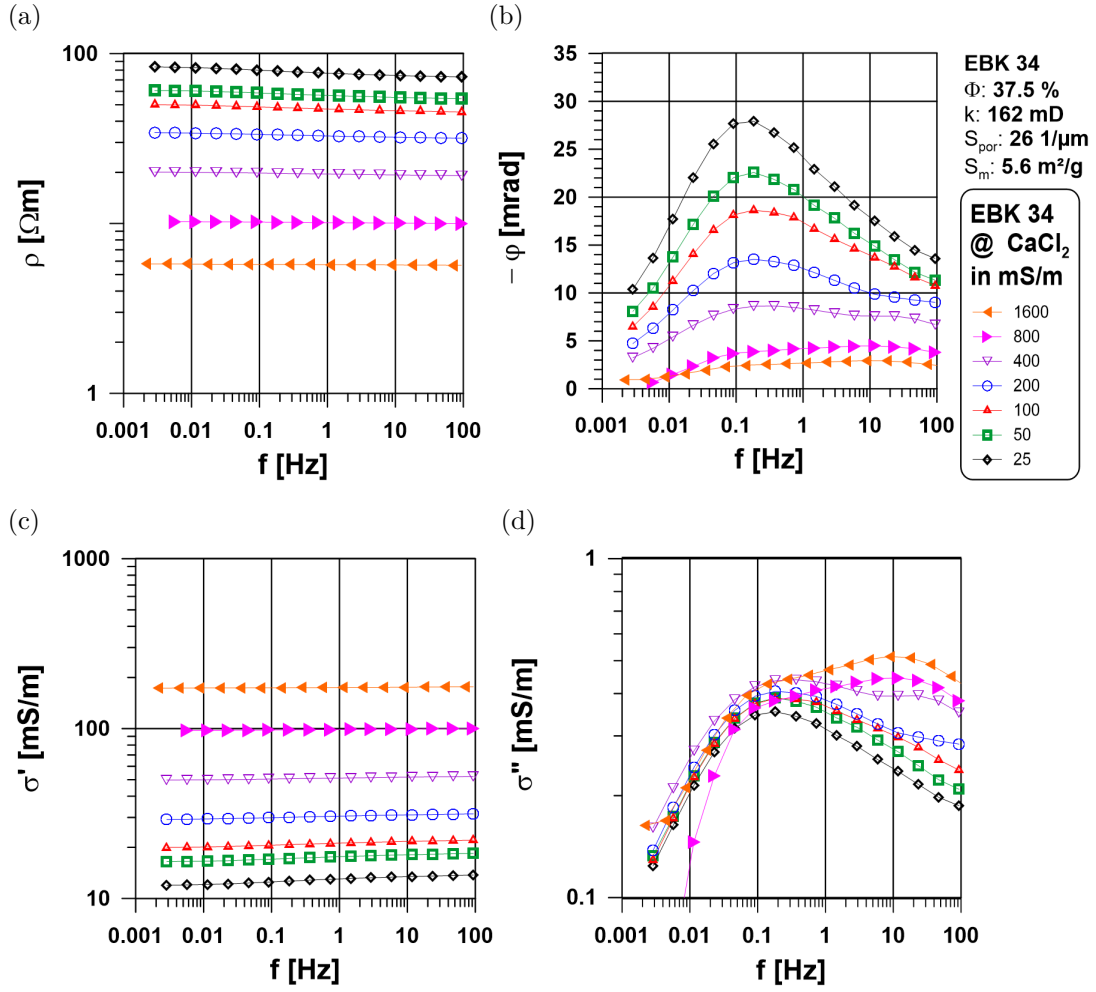 (a)
100
1
ρ [Ωm]
0.001 0.01 0.1 1 10 100
f [Hz]
(b)
35
30
25
20
15
10
5
0
− φ [mrad]
0.001 0.01 0.1 1 10 100
f [Hz]
EBK 34
Φ: 37.5 %
k: 162 mD
Spor: 26 1/µm
Sm: 5.6 m²/g
EBK 34
@ CaCl₂
in mS/m
1600
800
400
200
100
50
25
(c)
1000
100
10
σ' [mS/m]
0.001 0.01 0.1 1 10 100
f [Hz]
(d)
1
0.1
σ'' [mS/m]
0.001 0.01 0.1 1 10 100
f [Hz]